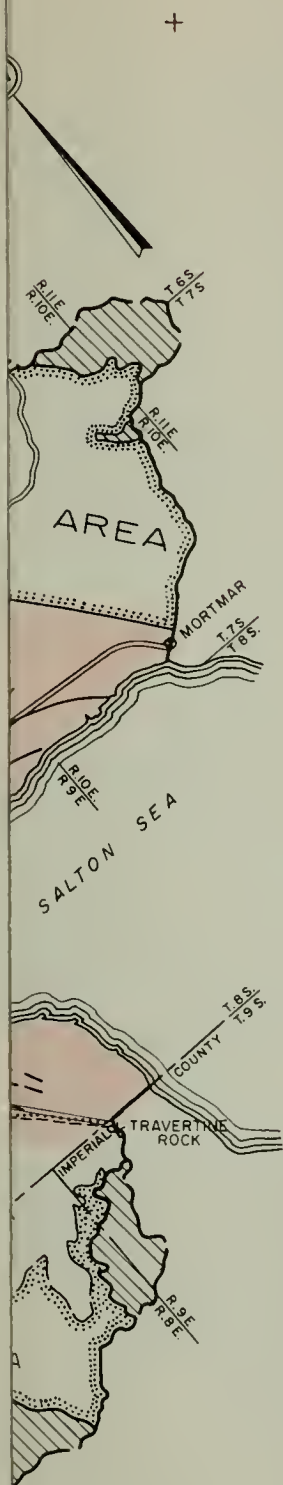 T. 6S
T. 7S
R. 11E
R. 10E.
R. 11E
R. 10E.
AREA
MORTMAR
T. 7S
T. 8S.
R. 10E.
R. 9E
SALTON SEA
T. 8S.
T. 9S.
COUNTY
TRAVERTINE
ROCK
IMPERIAL
R. 9E
R. 8E.
A